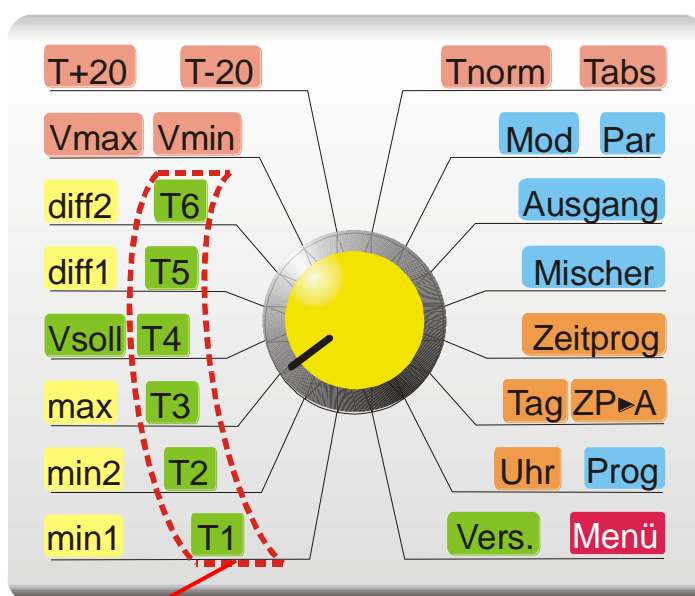 T+20 T-20 Tnorm Tabs
Vmax Vmin Mod Par
diff2 T6 Ausgang
diff1 T5 Mischer
Vsoll T4 Zeitprog
max T3 Tag ZP▶A
min2 T2 Uhr Prog
min1 T1 Vers. Menü